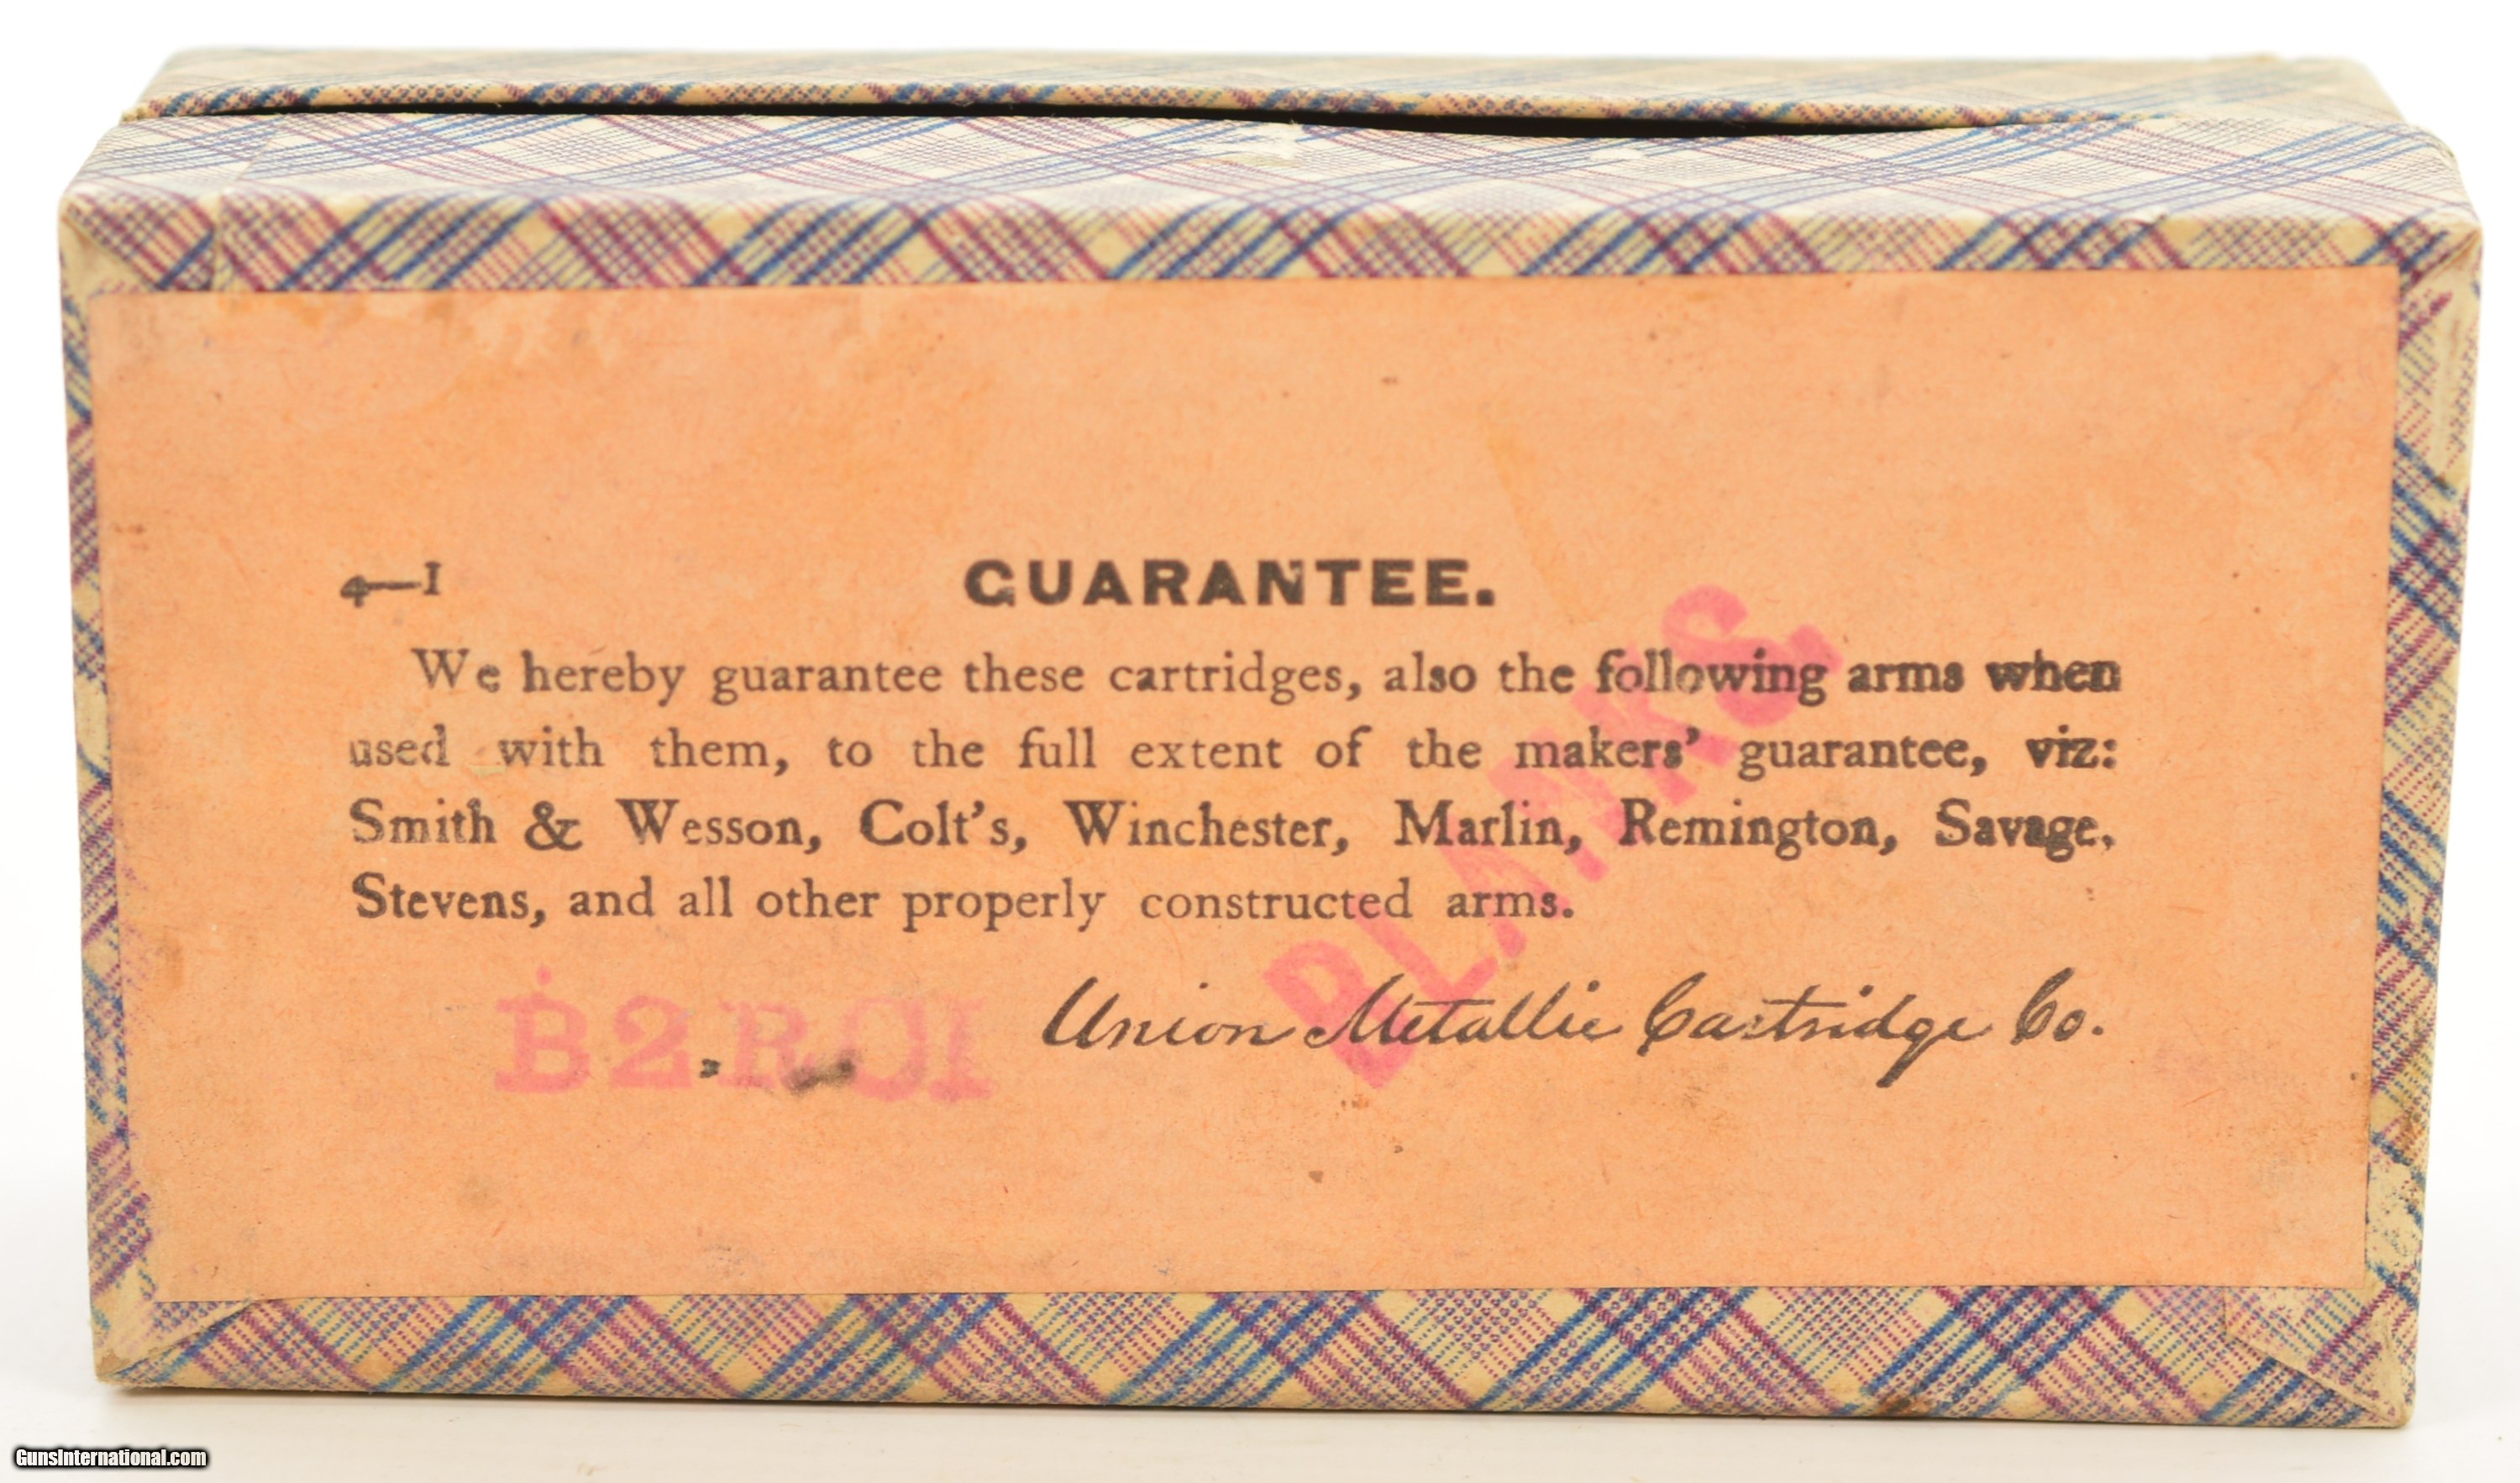 4—1
GUARANTEE.
We hereby guarantee these cartridges, also the following arms when
used with them, to the full extent of the makers' guarantee, viz:
Smith & Wesson, Colt's, Winchester, Marlin, Remington, Savage,
Stevens, and all other properly constructed arms.
BLANKS
Union Metallic Cartridge Co.
GunsInternational.com